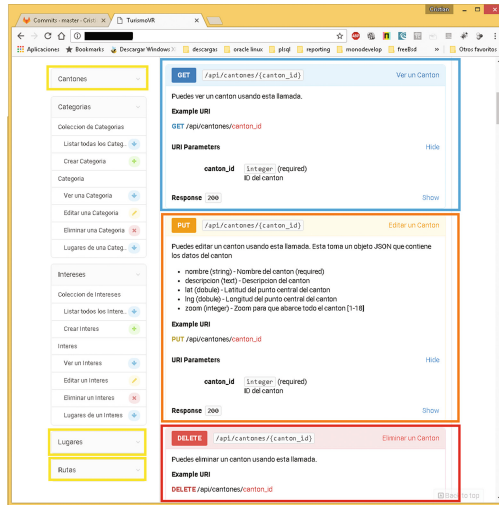 Commits · master · Cristi
TurismoVR
Aplicaciones
Bookmarks
Descargar Windows
descargas
oracle linux
plsql
reporting
monodevelop
freeBsd
»
Otros favoritos
Cantones
Categorias
Coleccion de Categorias
Listar todas los Categ..
Crear Categoria
Categoria
Ver una Categoria
Editar una Categoria
Eliminar una Categoria
Lugares de una Categ..
Intereses
Coleccion de Intereses
Listar todos los Intere..
Crear Interes
Interes
Ver un Interes
Editar un Interes
Eliminar un Interes
Lugares de un Interes
Lugares
Rutas
GET /api/cantones/{canton_id} Ver un Canton
Puedes ver un canton usando esta llamada.
Example URI
GET /api/cantones/canton_id
URI Parameters Hide
canton_id integer (required)
ID del canton
Response 200 Show
PUT /api/cantones/{canton_id} Editar un Canton
Puedes editar un canton usando esta llamada. Esta toma un objeto JSON que contiene
los datos del canton
• nombre (string) - Nombre del canton (required)
• descripcion (text) - Descripcion del canton
• lat (dobule) - Latitud del punto central del canton
• lng (dobule) - Longitud del punto central del canton
• zoom (integer) - Zoom para que abarce todo el canton [1-18]
Example URI
PUT /api/cantones/canton_id
URI Parameters Hide
canton_id integer (required)
ID del canton
Response 200 Show
DELETE /api/cantones/{canton_id} Eliminar un Canton
Puedes eliminar un canton usando esta llamada.
Example URI
DELETE /api/cantones/canton_id
Back to top